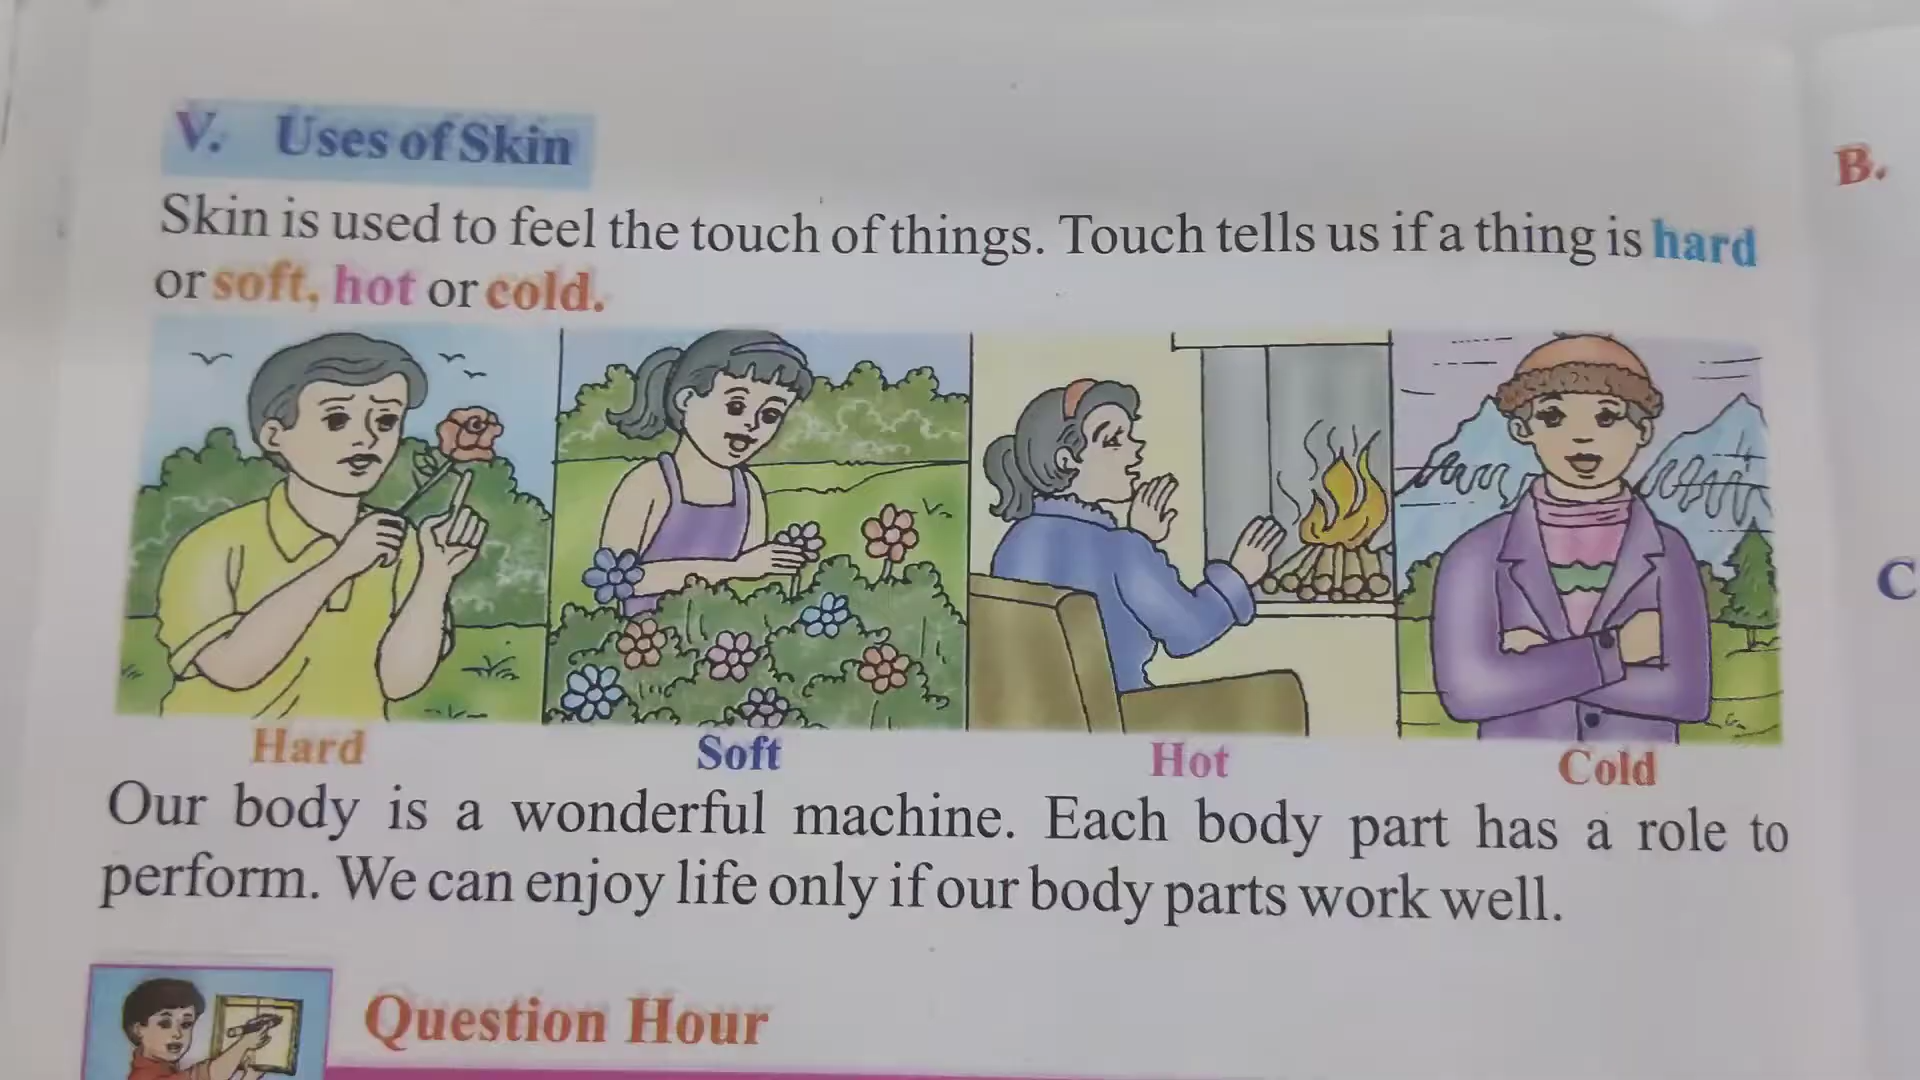 V. Uses of Skin
Skin is used to feel the touch of things. Touch tells us if a thing is hard
or soft, hot or cold.
Hard Soft Hot Cold
Our body is a wonderful machine. Each body part has a role to
perform. We can enjoy life only if our body parts work well.
Question Hour
B.
C